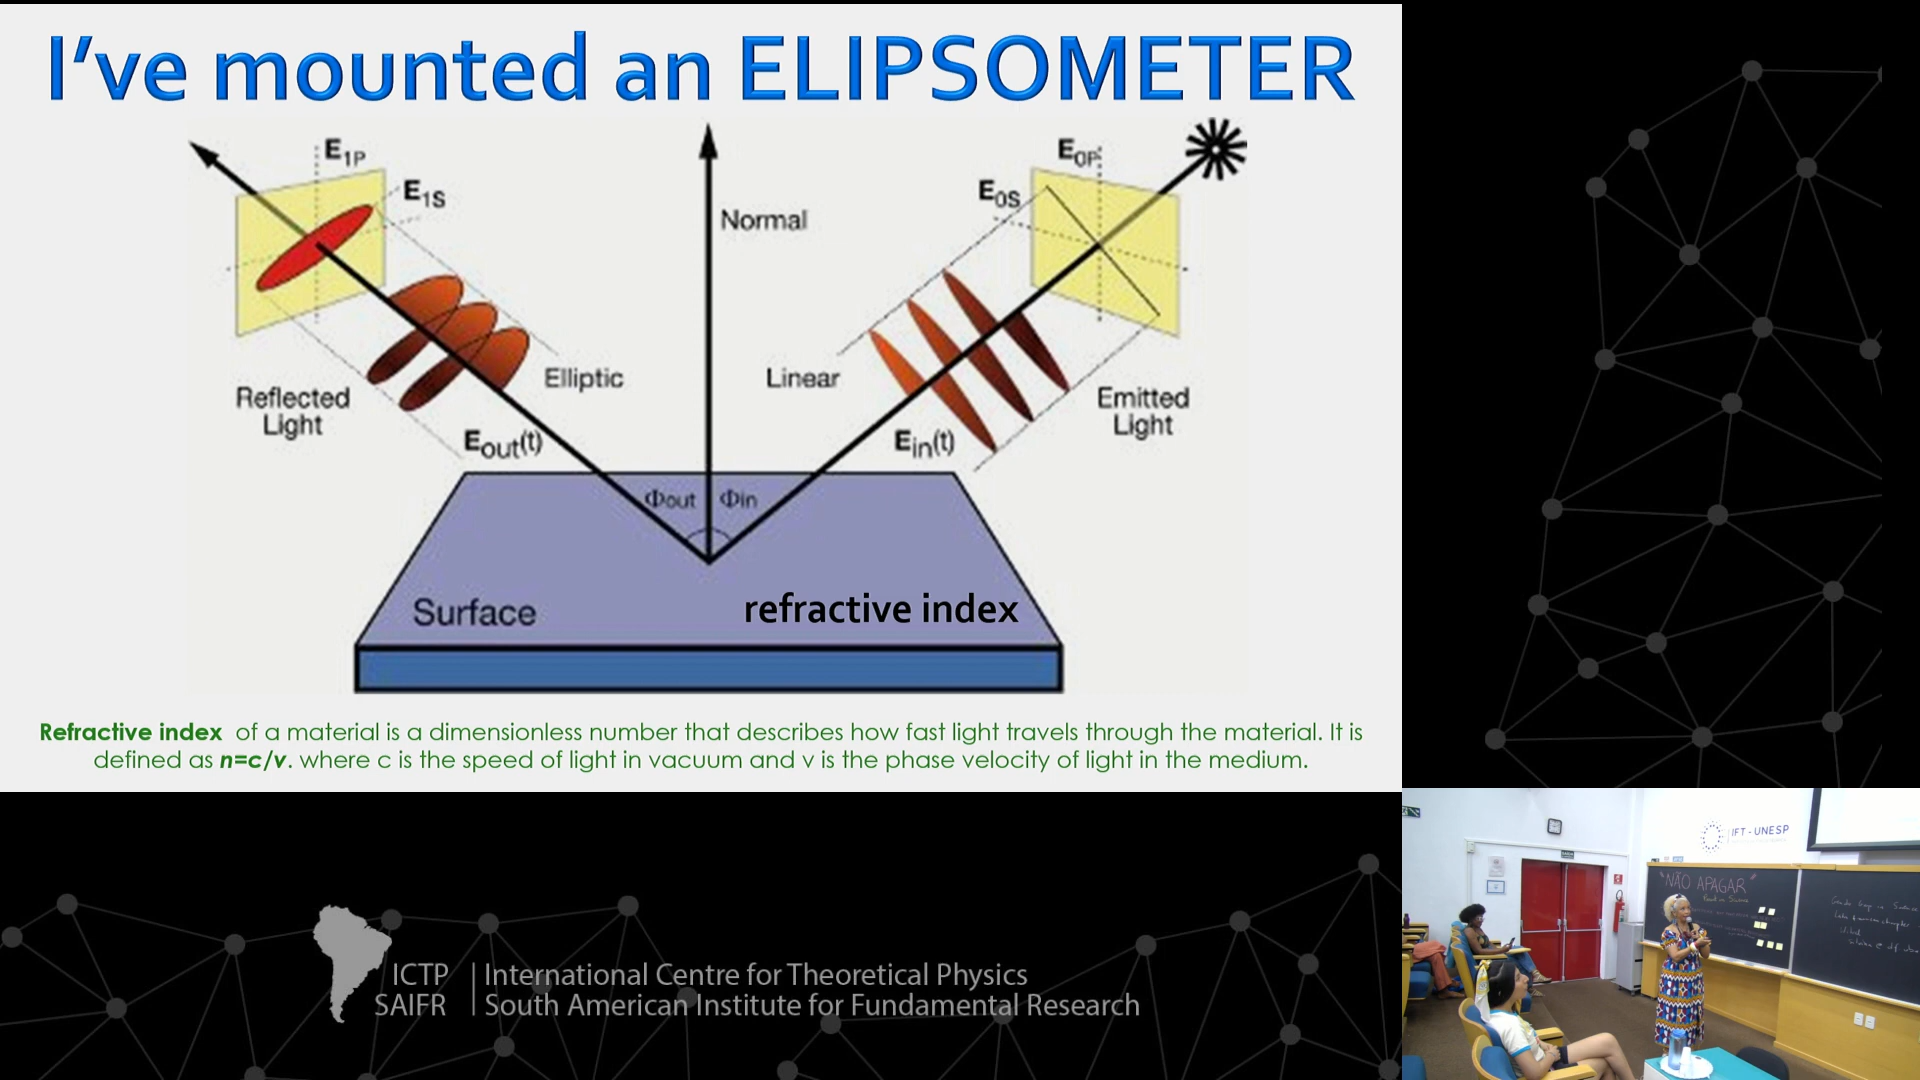 I've mounted an ELIPSOMETER
E1P
E1S
E0P
E0S
Normal
Elliptic
Linear
Reflected
Light
Emitted
Light
Eout(t)
Ein(t)
Φout
Φin
Surface
refractive index
Refractive index of a material is a dimensionless number that describes how fast light travels through the material. It is
defined as n=c/v. where c is the speed of light in vacuum and v is the phase velocity of light in the medium.
ICTP
International Centre for Theoretical Physics
SAIFR
South American Institute for Fundamental Research
IFT - UNESP
"NÃO APAGAR"